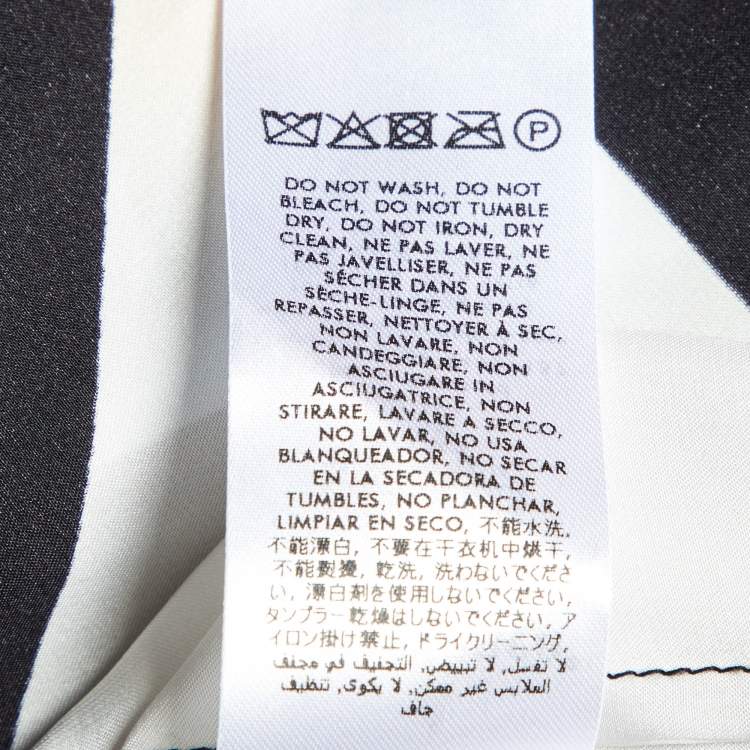 P
DO NOT WASH, DO NOT
BLEACH, DO NOT TUMBLE
DRY, DO NOT IRON, DRY
CLEAN, NE PAS LAVER, NE
PAS JAVELLISER, NE PAS
SÉCHER DANS UN
SÈCHE-LINGE, NE PAS
REPASSER, NETTOYER À SEC,
NON LAVARE, NON
CANDEGGIARE, NON
ASCIUGARE IN
ASCIUGATRICE, NON
STIRARE, LAVARE A SECCO,
NO LAVAR, NO USA
BLANQUEADOR, NO SECAR
EN LA SECADORA DE
TUMBLES, NO PLANCHAR,
LIMPIAR EN SECO, 不能水洗,
不能漂白, 不要在干衣机中烘干,
不能熨燙, 乾洗, 洗わないでくださ
い, 漂白剤を使用しないでください,
タンブラー乾燥はしないでください, ア
イロン掛け禁止, ドライクリーニング,
لا تغسل, لا تبييض, التجفيف في مجفف
الملابس غير ممكن, لا يكوى, تنظيف
جاف